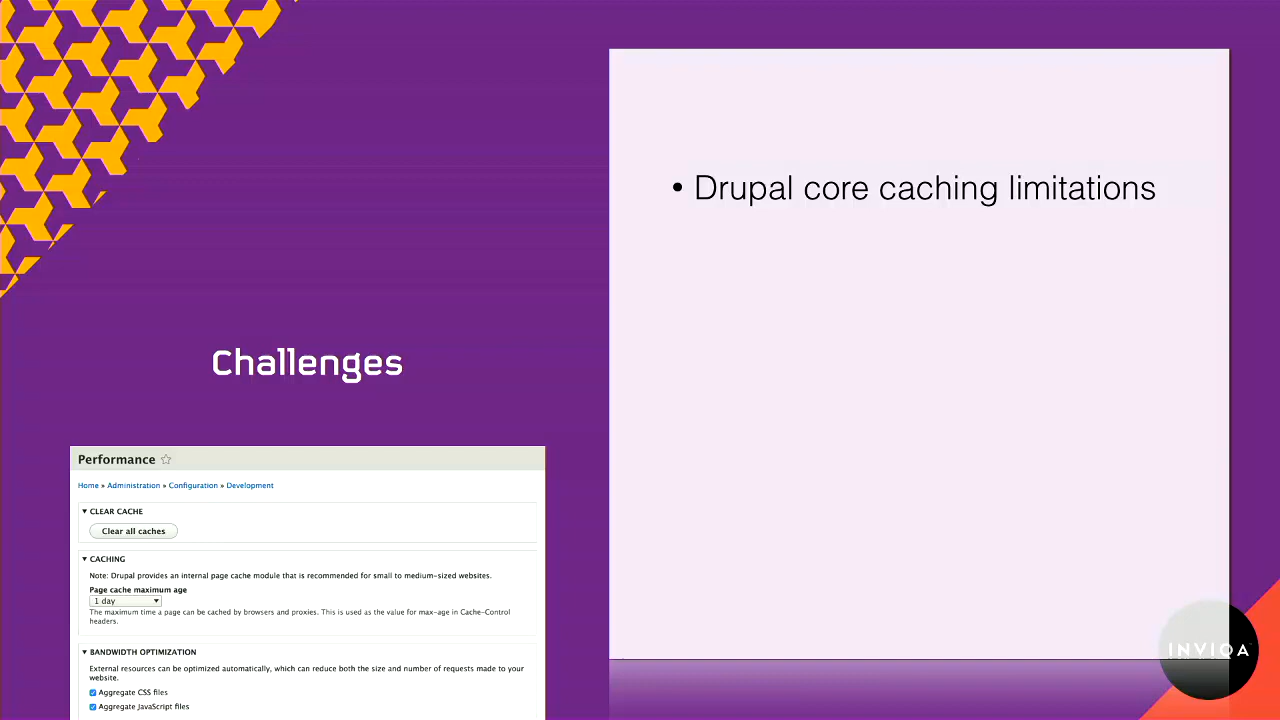 Challenges
Performance
Home » Administration » Configuration » Development
CLEAR CACHE
Clear all caches
CACHING
Note: Drupal provides an internal page cache module that is recommended for small to medium-sized websites.
Page cache maximum age
1 day
The maximum time a page can be cached by browsers and proxies. This is used as the value for max-age in Cache-Control
headers.
BANDWIDTH OPTIMIZATION
External resources can be optimized automatically, which can reduce both the size and number of requests made to your
website.
Aggregate CSS files
Aggregate JavaScript files
• Drupal core caching limitations
INVIQA